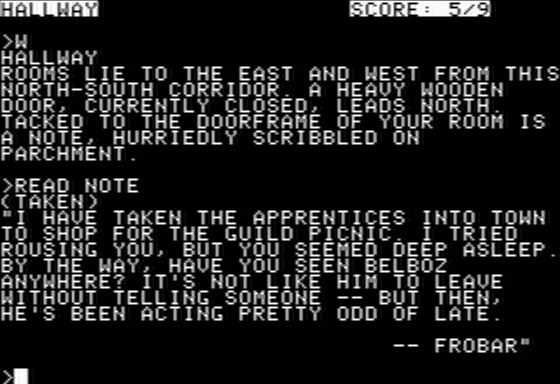 HALLWAY SCORE: 5/9
>W
HALLWAY
ROOMS LIE TO THE EAST AND WEST FROM THIS
NORTH-SOUTH CORRIDOR. A HEAVY WOODEN
DOOR, CURRENTLY CLOSED, LEADS NORTH.
TACKED TO THE DOORFRAME OF YOUR ROOM IS
A NOTE, HURRIEDLY SCRIBBLED ON
PARCHMENT.
>READ NOTE
(TAKEN)
"I HAVE TAKEN THE APPRENTICES INTO TOWN
TO SHOP FOR THE GUILD PICNIC. I TRIED
ROUSING YOU, BUT YOU SEEMED DEEP ASLEEP.
BY THE WAY, HAVE YOU SEEN BELBOZ
ANYWHERE? IT'S NOT LIKE HIM TO LEAVE
WITHOUT TELLING SOMEONE -- BUT THEN,
HE'S BEEN ACTING PRETTY ODD OF LATE.
-- FROBAR"
>